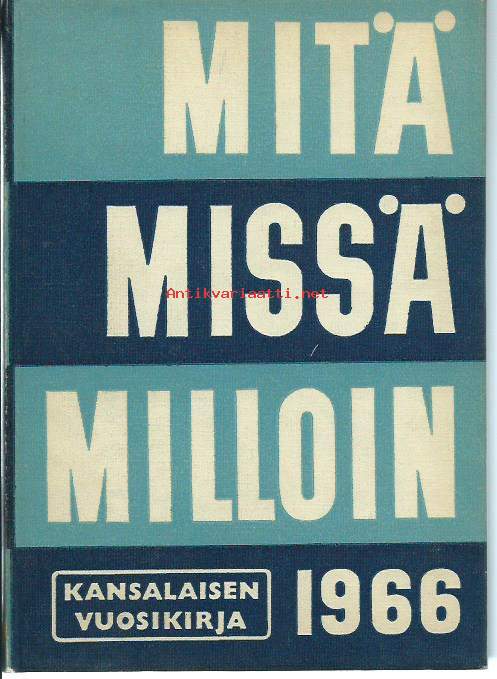 MITÄ
MISSÄ
Antikvariaatti.net
MILLOIN
KANSALAISEN
VUOSIKIRJA
1966